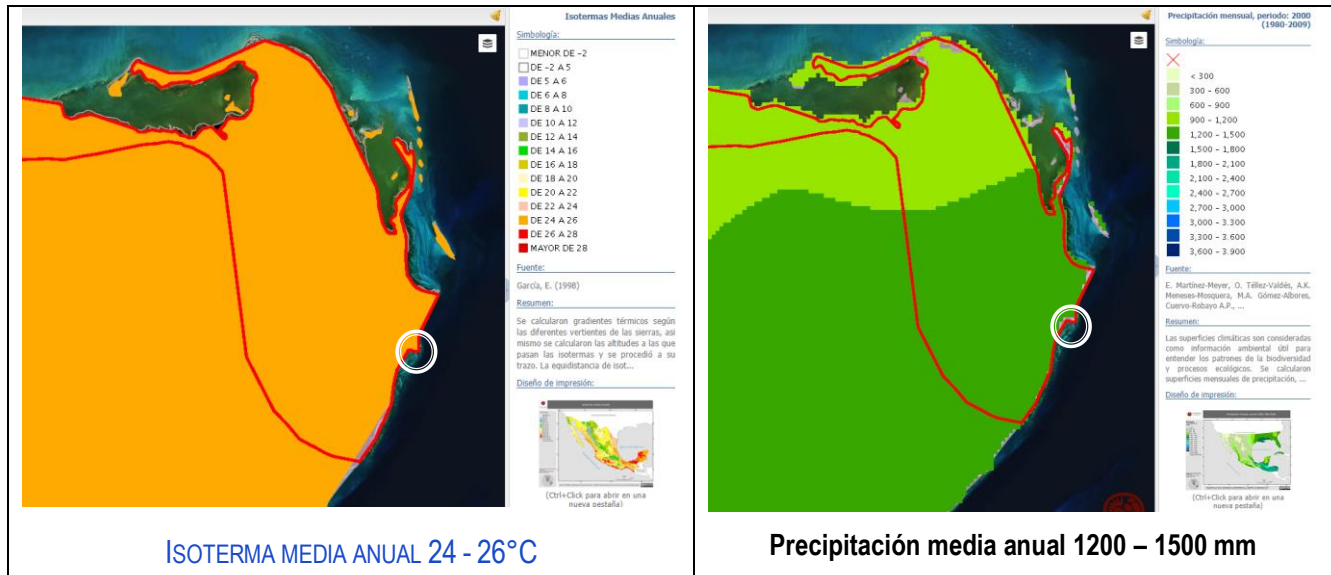 Isotermas Medias Anuales
Simbología:
MENOR DE -2
DE -2 A 5
DE 5 A 6
DE 6 A 8
DE 8 A 10
DE 10 A 12
DE 12 A 14
DE 14 A 16
DE 16 A 18
DE 18 A 20
DE 20 A 22
DE 22 A 24
DE 24 A 26
DE 26 A 28
MAYOR DE 28
Fuente:
García, E. (1998)
Resumen:
Se calcularon gradientes térmicos según
las diferentes vertientes de las sierras, asi
mismo se calcularon las altitudes a las que
pasan las isotermas y se procedió a su
trazo. La equidistancia de isot...
Diseño de impresión:
(Ctrl+Click para abrir en una
nueva pestaña)
ISOTERMA MEDIA ANUAL 24 - 26°C
Precipitación mensual, periodo: 2000
(1980-2009)
Simbología:
< 300
300 – 600
600 – 900
900 – 1,200
1,200 – 1,500
1,500 – 1,800
1,800 – 2,100
2,100 – 2,400
2,400 – 2,700
2,700 – 3,000
3,000 – 3.300
3,300 – 3.600
3,600 – 3.900
Fuente:
E. Martínez-Meyer, O. Téllez-Valdés, A.K.
Meneses-Mosquera, M.A. Gómez-Albores,
Cuervo-Robayo A.P., ...
Resumen:
Las superficies climáticas son consideradas
como información ambiental útil para
entender los patrones de la biodiversidad
y procesos ecológicos. Se calcularon
superficies mensuales de precipitación, ...
Diseño de impresión:
(Ctrl+Click para abrir en una
nueva pestaña)
Precipitación media anual 1200 – 1500 mm